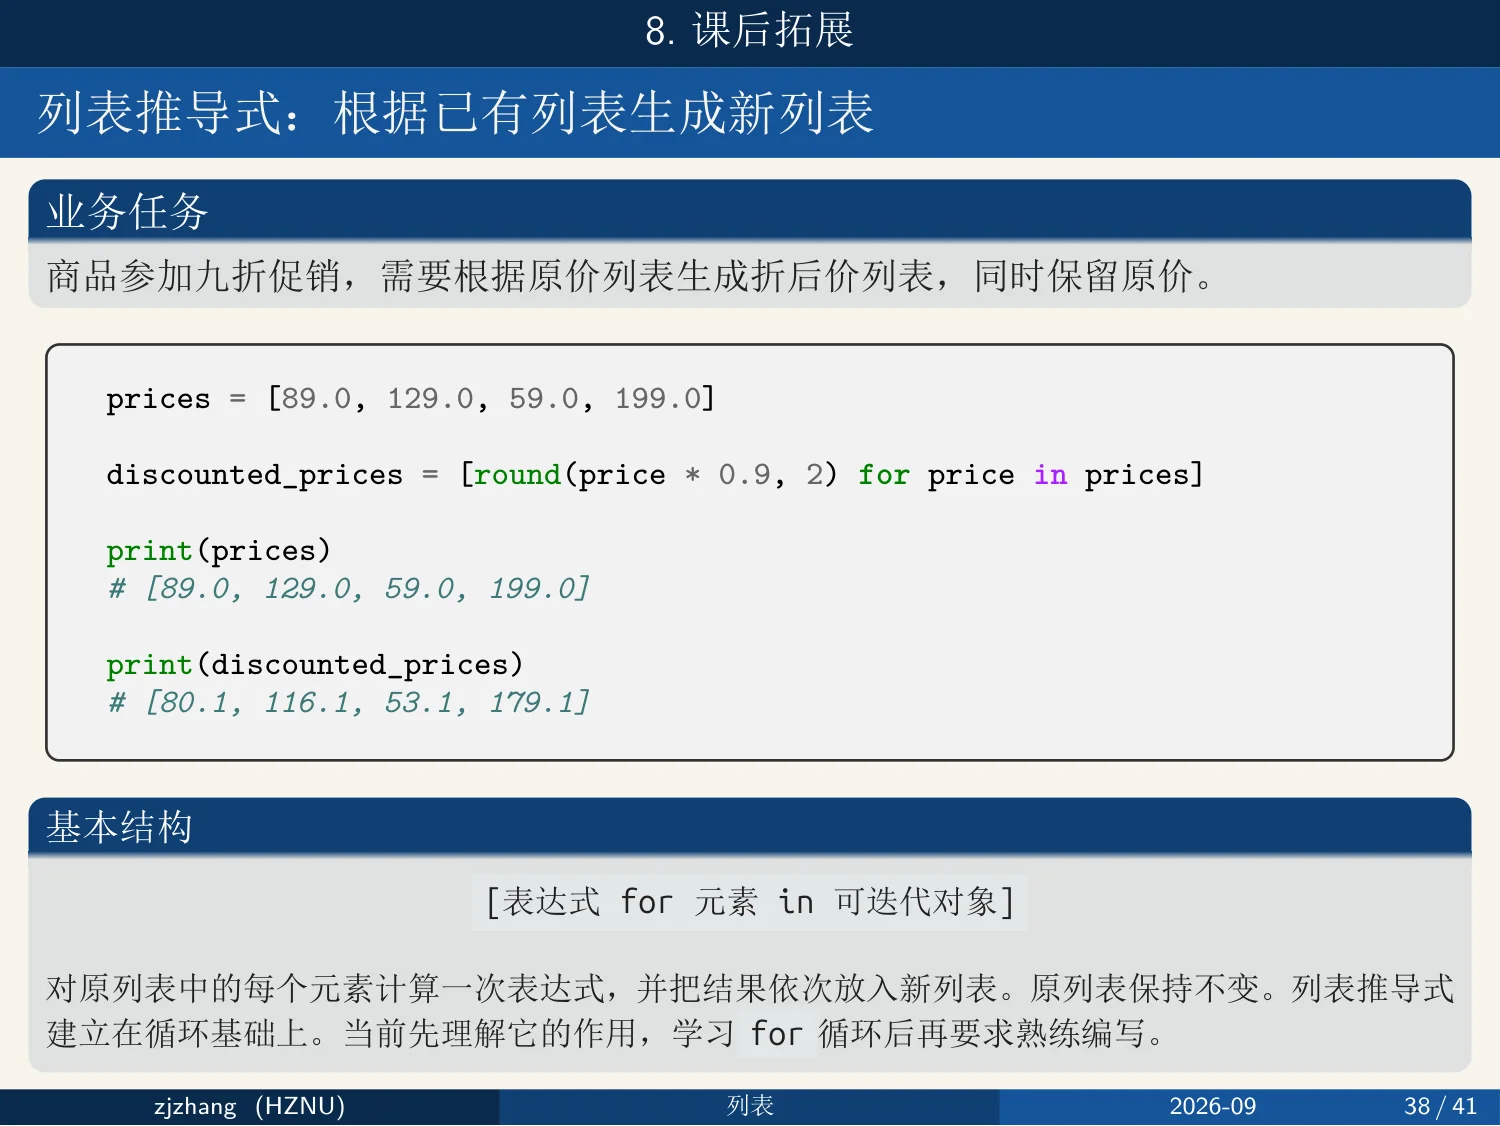 8. 课后拓展
列表推导式：根据已有列表生成新列表
业务任务
商品参加九折促销，需要根据原价列表生成折后价列表，同时保留原价。
prices = [89.0, 129.0, 59.0, 199.0]
discounted_prices = [round(price * 0.9, 2) for price in prices]
print(prices)
# [89.0, 129.0, 59.0, 199.0]
print(discounted_prices)
# [80.1, 116.1, 53.1, 179.1]
基本结构
[表达式 for 元素 in 可迭代对象]
对原列表中的每个元素计算一次表达式，并把结果依次放入新列表。原列表保持不变。列表推导式
建立在循环基础上。当前先理解它的作用，学习 for 循环后再要求熟练编写。
zjzhang (HZNU) 列表 2026-09 38 / 41